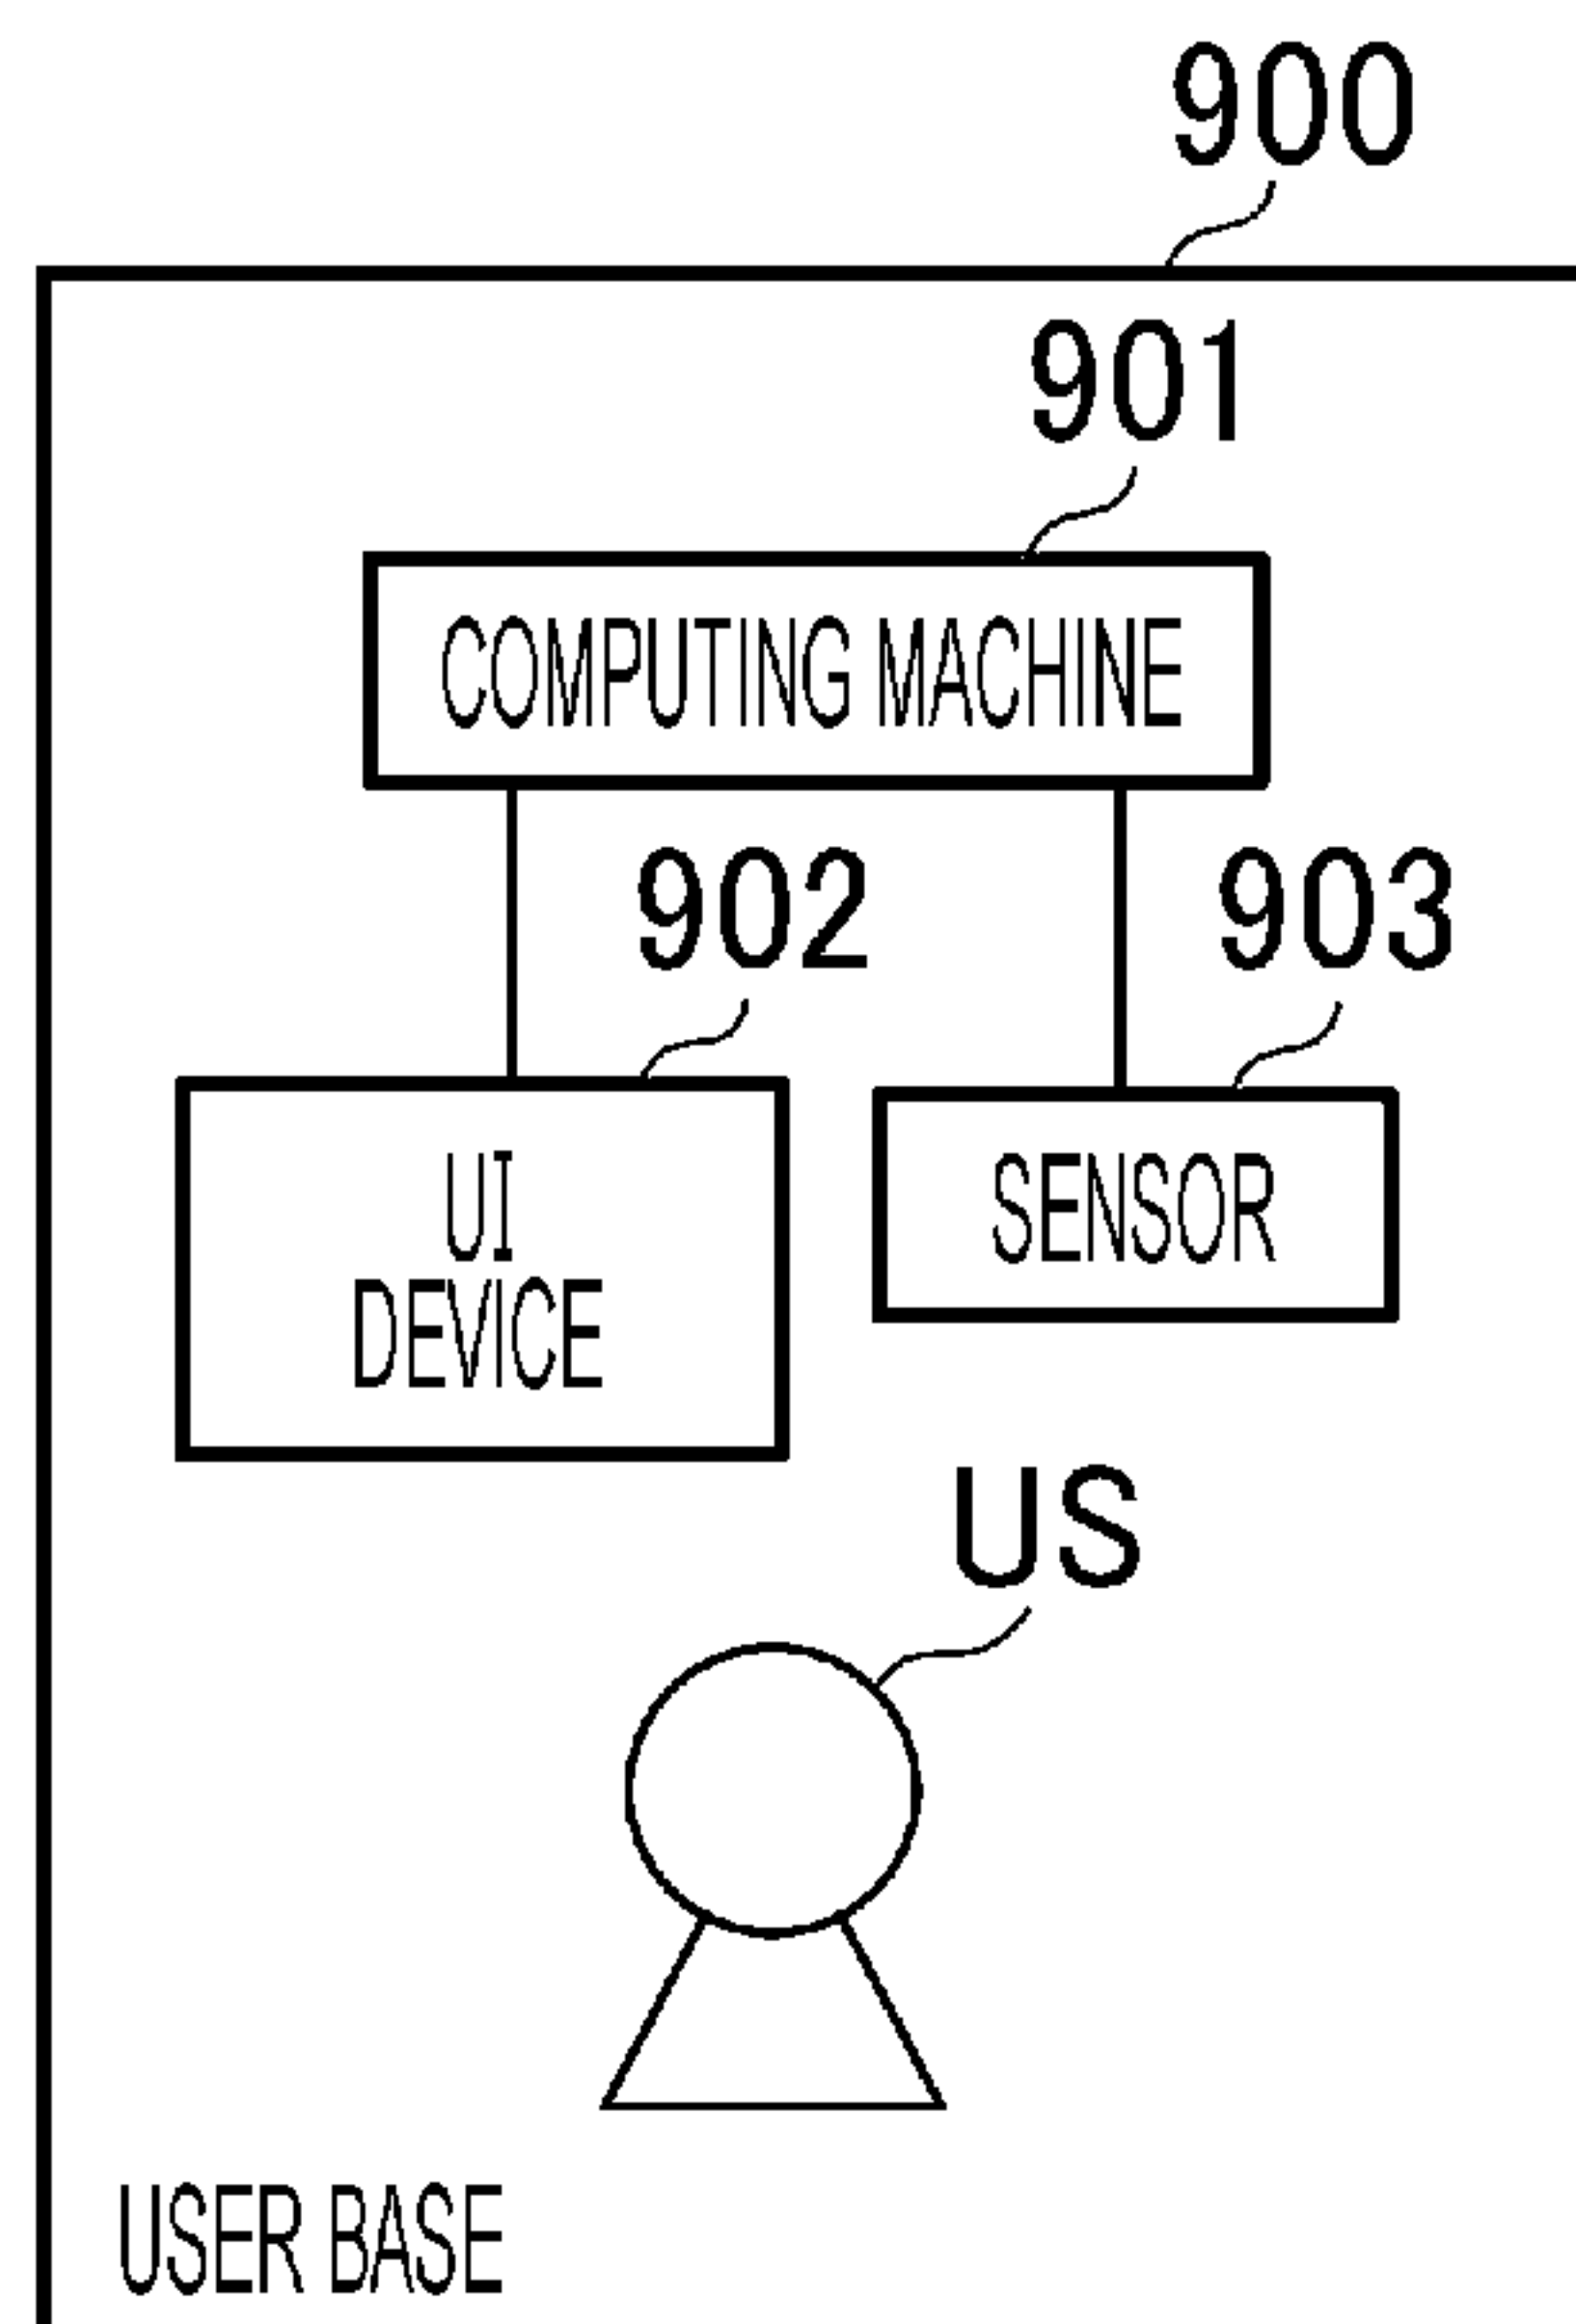 900
901
COMPUTING MACHINE
902
903
UI
DEVICE
SENSOR
US
USER BASE